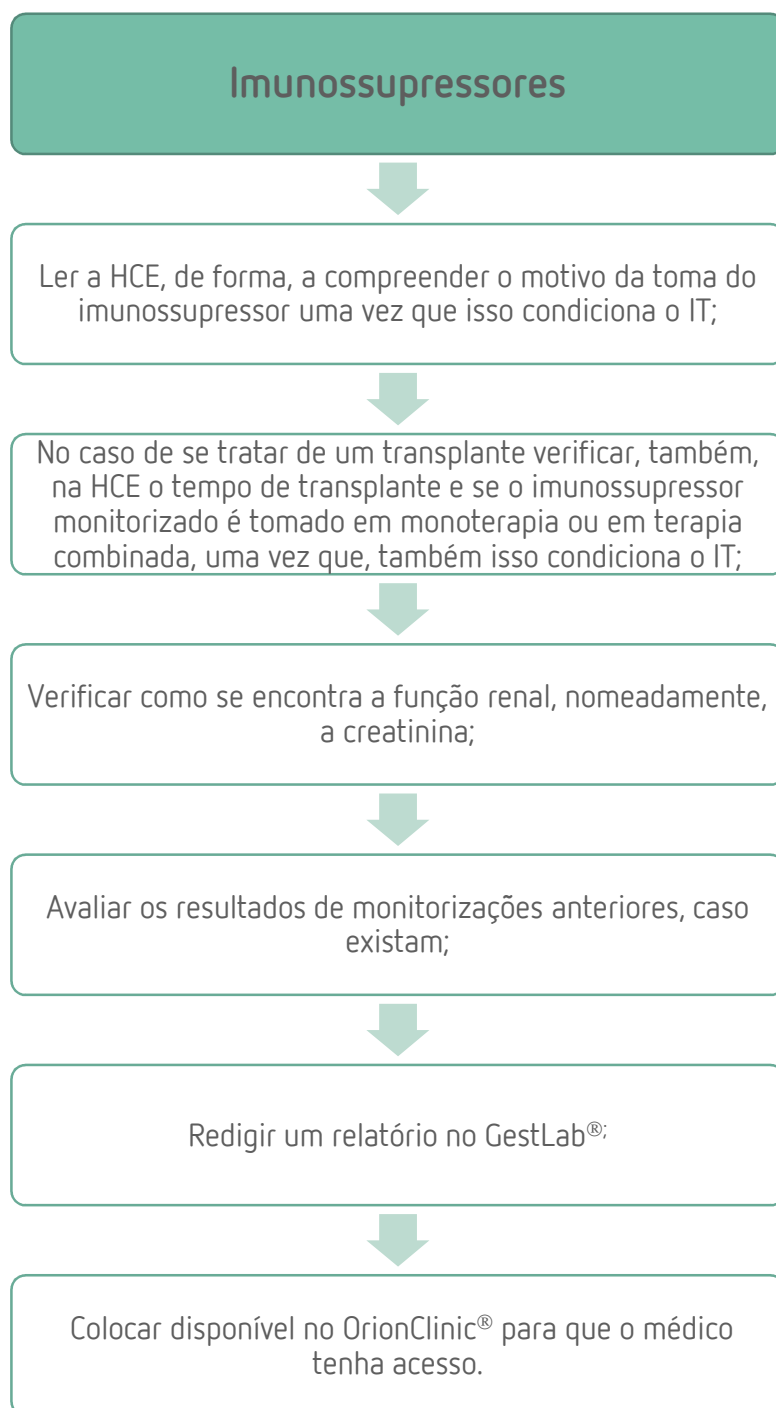 Imunossupressores
Ler a HCE, de forma, a compreender o motivo da toma do
imunossupressor uma vez que isso condiciona o IT;
No caso de se tratar de um transplante verificar, também,
na HCE o tempo de transplante e se o imunossupressor
monitorizado é tomado em monoterapia ou em terapia
combinada, uma vez que, também isso condiciona o IT;
Verificar como se encontra a função renal, nomeadamente,
a creatinina;
Avaliar os resultados de monitorizações anteriores, caso
existam;
Redigir um relatório no GestLab®;
Colocar disponível no OrionClinic® para que o médico
tenha acesso.